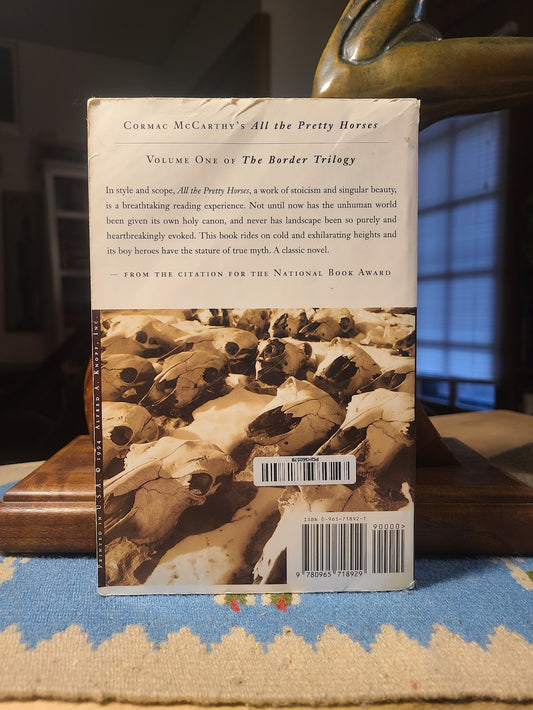 CORMAC MCCARTHY'S All the Pretty Horses
VOLUME ONE OF The Border Trilogy
In style and scope, All the Pretty Horses, a work of stoicism and singular beauty,
is a breathtaking reading experience. Not until now has the unhuman world
been given its own holy canon, and never has landscape been so purely and
heartbreakingly evoked. This book rides on cold and exhilarating heights and
its boy heroes have the stature of true myth. A classic novel.
— FROM THE CITATION FOR THE NATIONAL BOOK AWARD
PRINTED IN U.S.A. © 1994 ALFRED A. KNOPF, INC.
POH360578
ISBN 0-965-71892-1
90000>
9 780965 718929